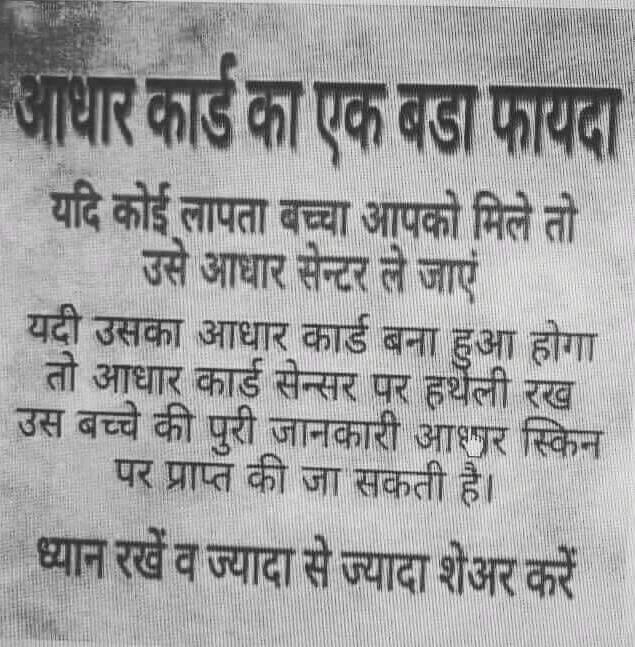 आधार कार्ड का एक बडा फायदा
यदि कोई लापता बच्चा आपको मिले तो
उसे आधार सेन्टर ले जाएं
यदी उसका आधार कार्ड बना हुआ होगा
तो आधार कार्ड सेन्सर पर हथेली रख
उस बच्चे की पुरी जानकारी आधार स्किन
पर प्राप्त की जा सकती है।
ध्यान रखें व ज्यादा से ज्यादा शेअर करें